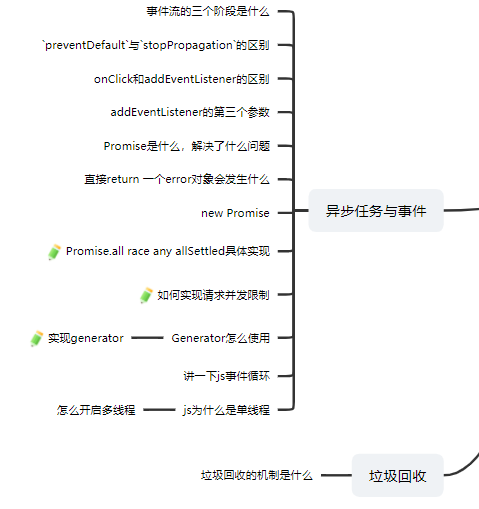 事件流的三个阶段是什么
`preventDefault`与`stopPropagation`的区别
onClick和addEventListener的区别
addEventListener的第三个参数
Promise是什么，解决了什么问题
直接return 一个error对象会发生什么
new Promise
异步任务与事件
Promise.all race any allSettled具体实现
如何实现请求并发限制
实现generator
Generator怎么使用
讲一下js事件循环
怎么开启多线程
js为什么是单线程
垃圾回收的机制是什么
垃圾回收